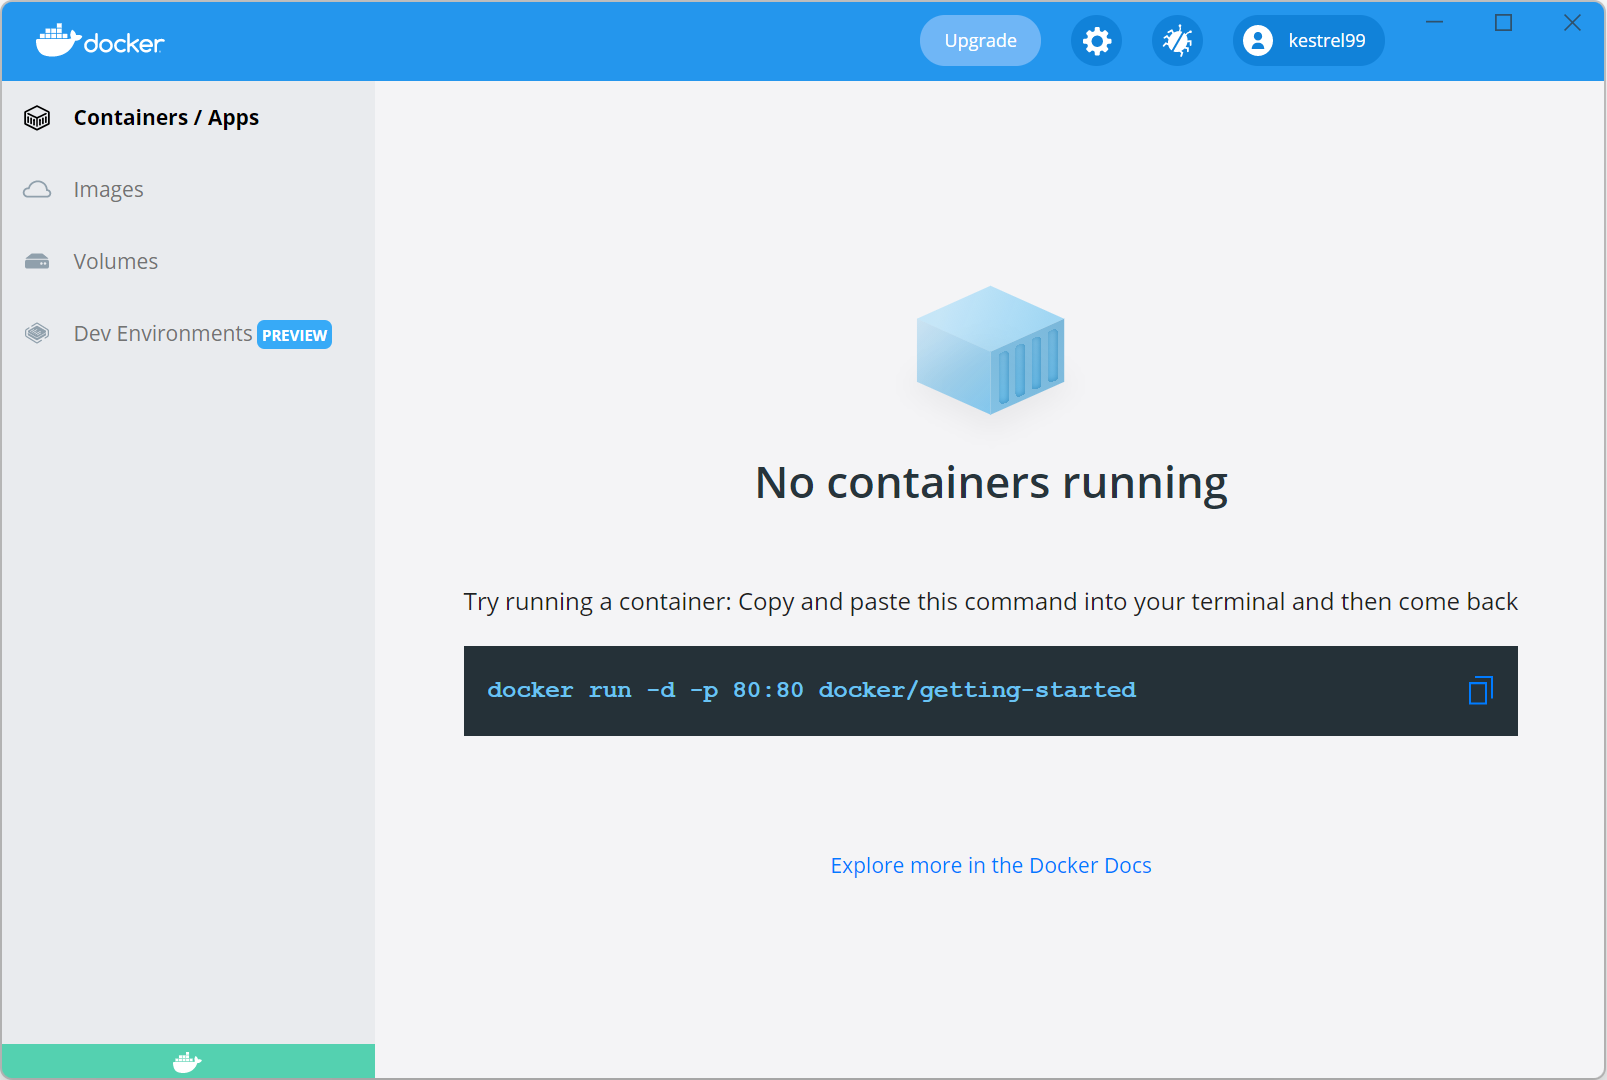 docker
Upgrade
kestrel99
Containers / Apps
Images
Volumes
Dev Environments PREVIEW
No containers running
Try running a container: Copy and paste this command into your terminal and then come back
docker run -d -p 80:80 docker/getting-started
Explore more in the Docker Docs